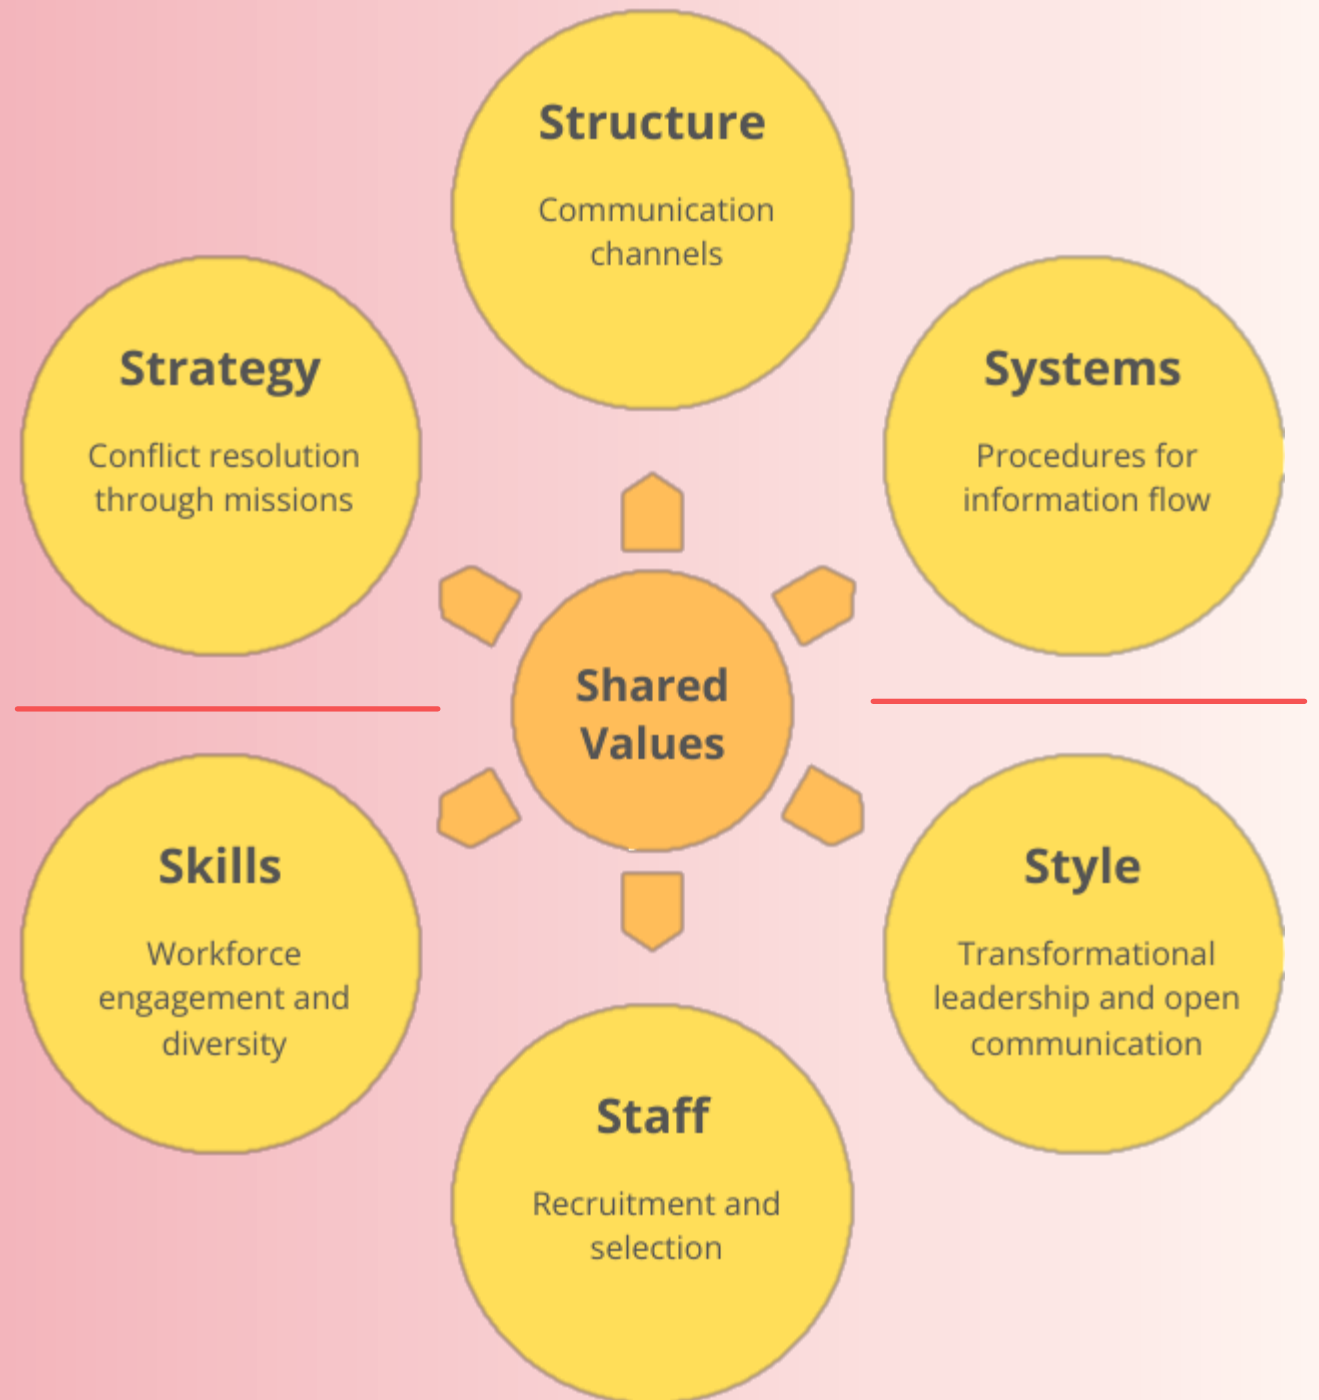 Structure
Communication
channels
Strategy
Conflict resolution
through missions
Systems
Procedures for
information flow
Shared
Values
Skills
Workforce
engagement and
diversity
Style
Transformational
leadership and open
communication
Staff
Recruitment and
selection